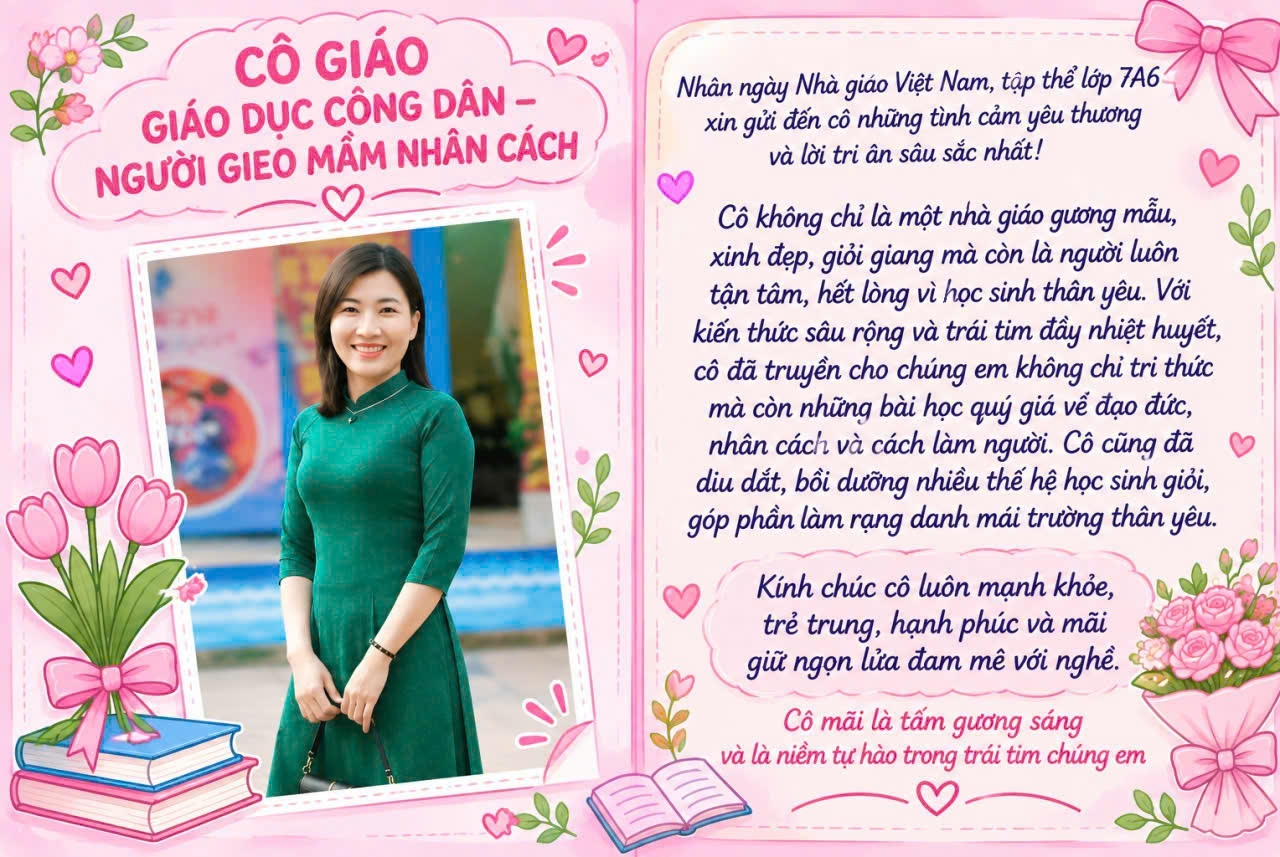 CÔ GIÁO
GIÁO DỤC CÔNG DÂN –
NGƯỜI GIEO MẦM NHÂN CÁCH
Nhân ngày Nhà giáo Việt Nam, tập thể lớp 7A6
xin gửi đến cô những tình cảm yêu thương
và lời tri ân sâu sắc nhất!
Cô không chỉ là một nhà giáo gương mẫu,
xinh đẹp, giỏi giang mà còn là người luôn
tận tâm, hết lòng vì học sinh thân yêu. Với
kiến thức sâu rộng và trái tim đầy nhiệt huyết,
cô đã truyền cho chúng em không chỉ tri thức
mà còn những bài học quý giá về đạo đức,
nhân cách và cách làm người. Cô cũng đã
dìu dắt, bồi dưỡng nhiều thế hệ học sinh giỏi,
góp phần làm rạng danh mái trường thân yêu.
Kính chúc cô luôn mạnh khỏe,
trẻ trung, hạnh phúc và mãi
giữ ngọn lửa đam mê với nghề.
Cô mãi là tấm gương sáng
và là niềm tự hào trong trái tim chúng em